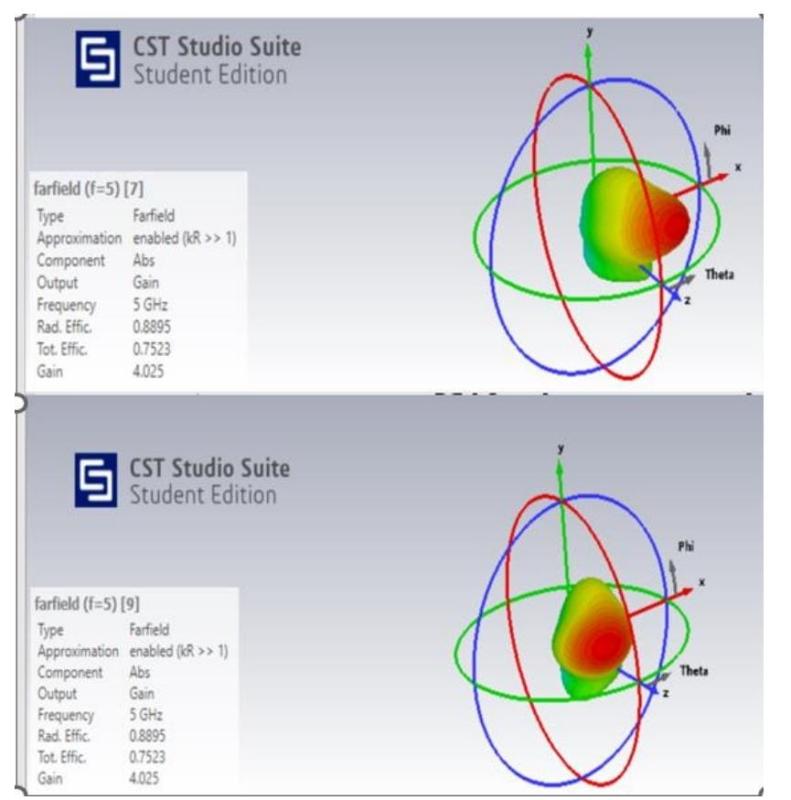 CST Studio Suite
Student Edition
y
Phi
x
Theta
z
farfield (f=5) [7]
Type Farfield
Approximation enabled (kR >> 1)
Component Abs
Output Gain
Frequency 5 GHz
Rad. Effic. 0.8895
Tot. Effic. 0.7523
Gain 4.025
CST Studio Suite
Student Edition
y
Phi
x
Theta
z
farfield (f=5) [9]
Type Farfield
Approximation enabled (kR >> 1)
Component Abs
Output Gain
Frequency 5 GHz
Rad. Effic. 0.8895
Tot. Effic. 0.7523
Gain 4.025